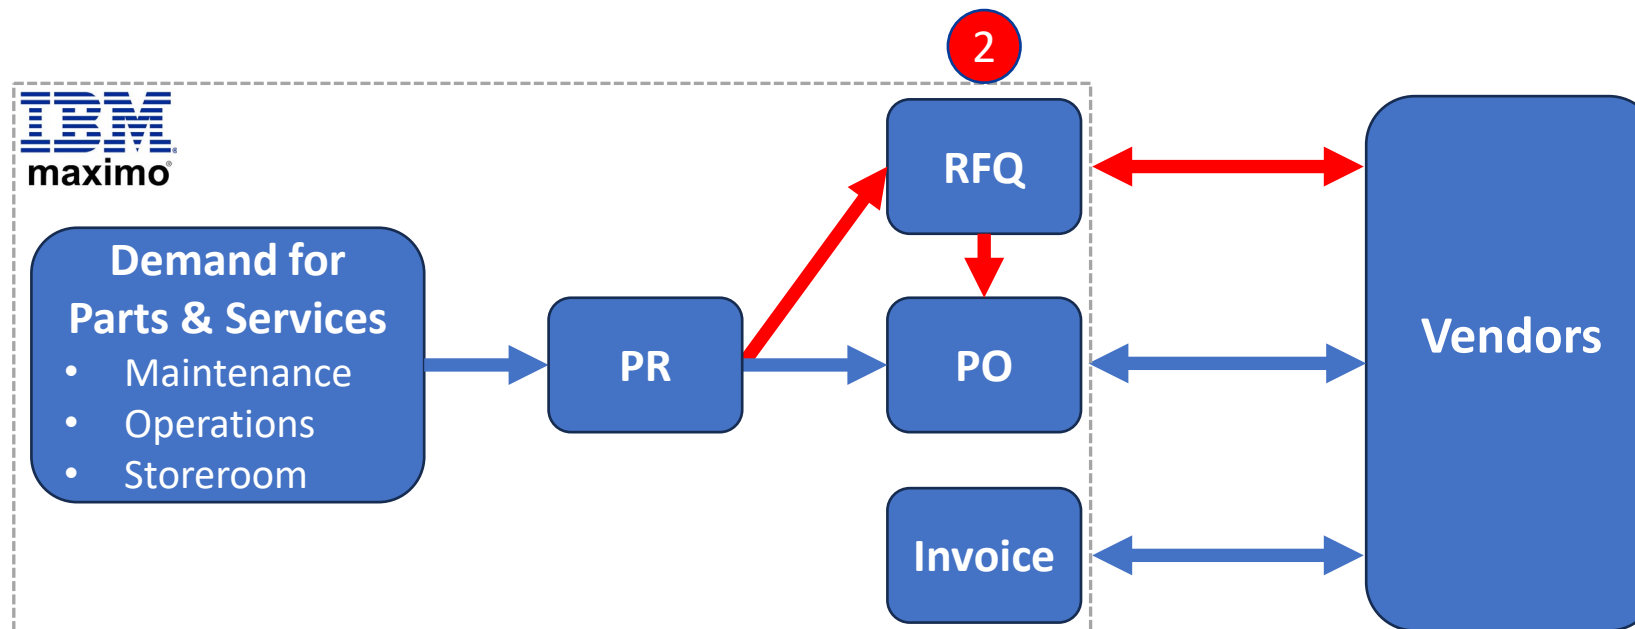 2
IBM®
maximo®
RFQ
Demand for
Parts & Services
• Maintenance
• Operations
• Storeroom
PR
PO
Vendors
Invoice